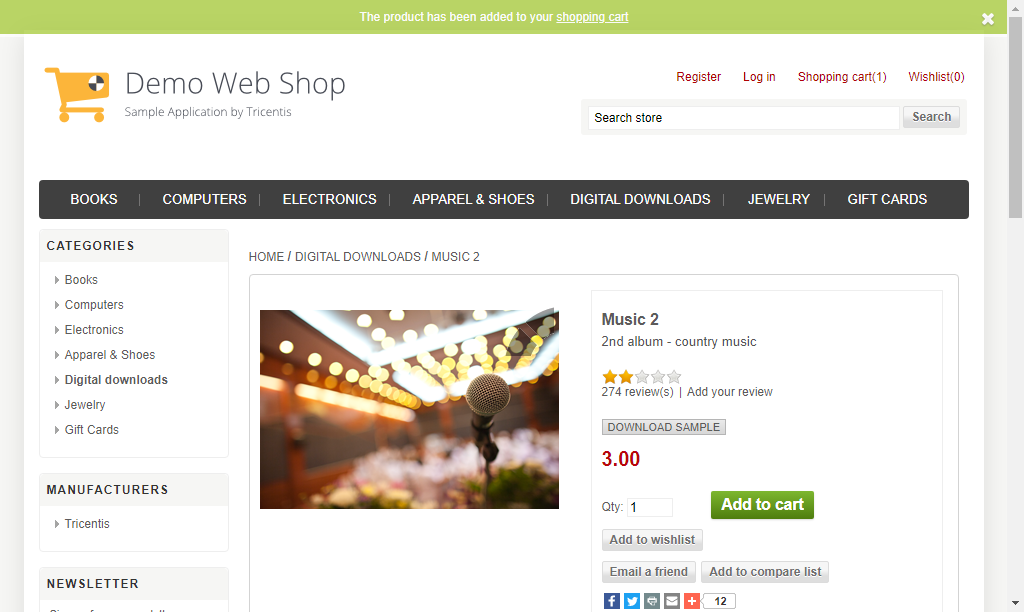 The product has been added to your shopping cart
Demo Web Shop
Sample Application by Tricentis
Register Log in Shopping cart(1) Wishlist(0)
Search store Search
BOOKS COMPUTERS ELECTRONICS APPAREL & SHOES DIGITAL DOWNLOADS JEWELRY GIFT CARDS
CATEGORIES
Books
Computers
Electronics
Apparel & Shoes
Digital downloads
Jewelry
Gift Cards
MANUFACTURERS
Tricentis
NEWSLETTER
HOME / DIGITAL DOWNLOADS / MUSIC 2
Music 2
2nd album - country music
274 review(s) | Add your review
DOWNLOAD SAMPLE
3.00
Qty: 1 Add to cart
Add to wishlist
Email a friend Add to compare list
12